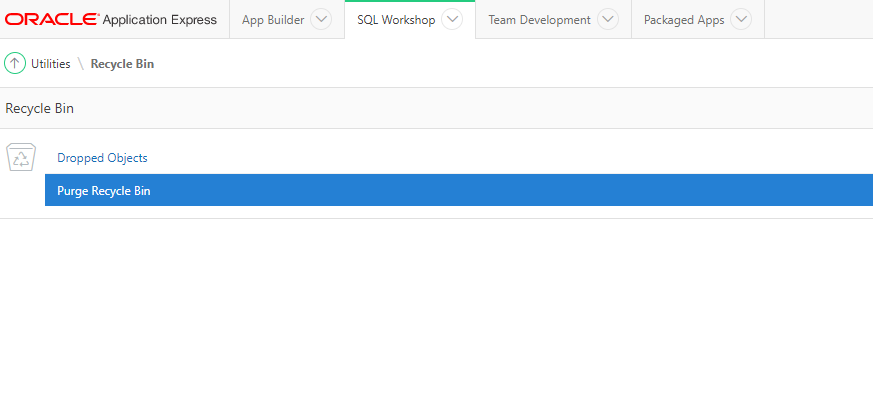 ORACLE Application Express App Builder SQL Workshop Team Development Packaged Apps
Utilities \ Recycle Bin
Recycle Bin
Dropped Objects
Purge Recycle Bin